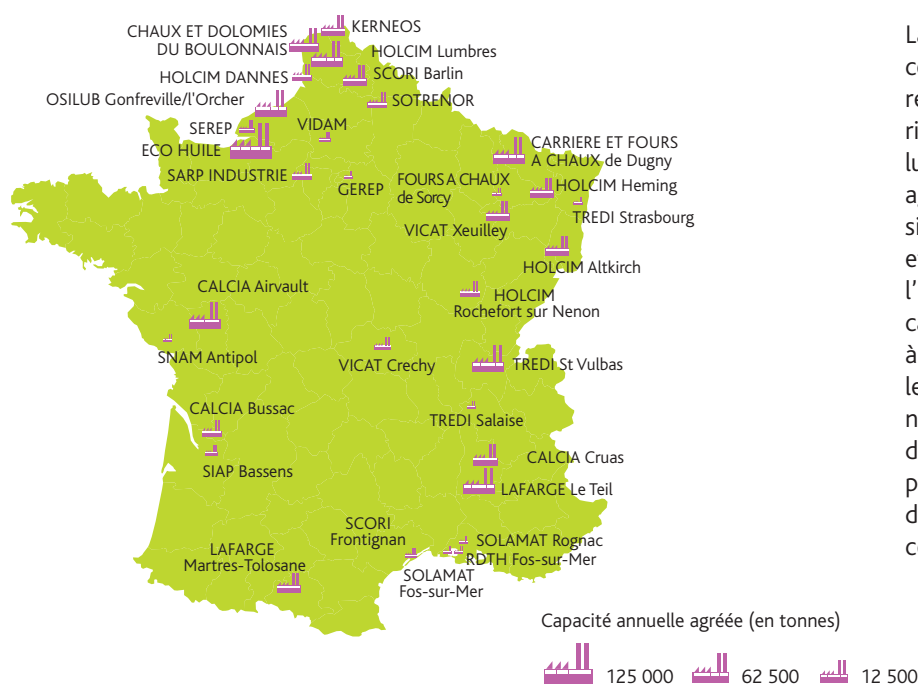 CHAUX ET DOLOMIES
DU BOULONNAIS
KERNEOS
HOLCIM Lumbres
HOLCIM DANNES
SCORI Barlin
OSILUB Gonfreville/l'Orcher
SOTRENOR
SEREP
VIDAM
ECO HUILE
CARRIERE ET FOURS
A CHAUX de Dugny
SARP INDUSTRIE
GEREP
FOURS A CHAUX
de Sorcy
HOLCIM Heming
TREDI Strasbourg
VICAT Xeuilley
HOLCIM Altkirch
CALCIA Airvault
HOLCIM
Rochefort sur Nenon
SNAM Antipol
VICAT Crechy
TREDI St Vulbas
CALCIA Bussac
TREDI Salaise
SIAP Bassens
CALCIA Cruas
LAFARGE Le Teil
SCORI
Frontignan
SOLAMAT Rognac
LAFARGE
Martres-Tolosane
RDTH Fos-sur-Mer
SOLAMAT
Fos-sur-Mer
Capacité annuelle agréée (en tonnes)
125 000 62 500 12 500